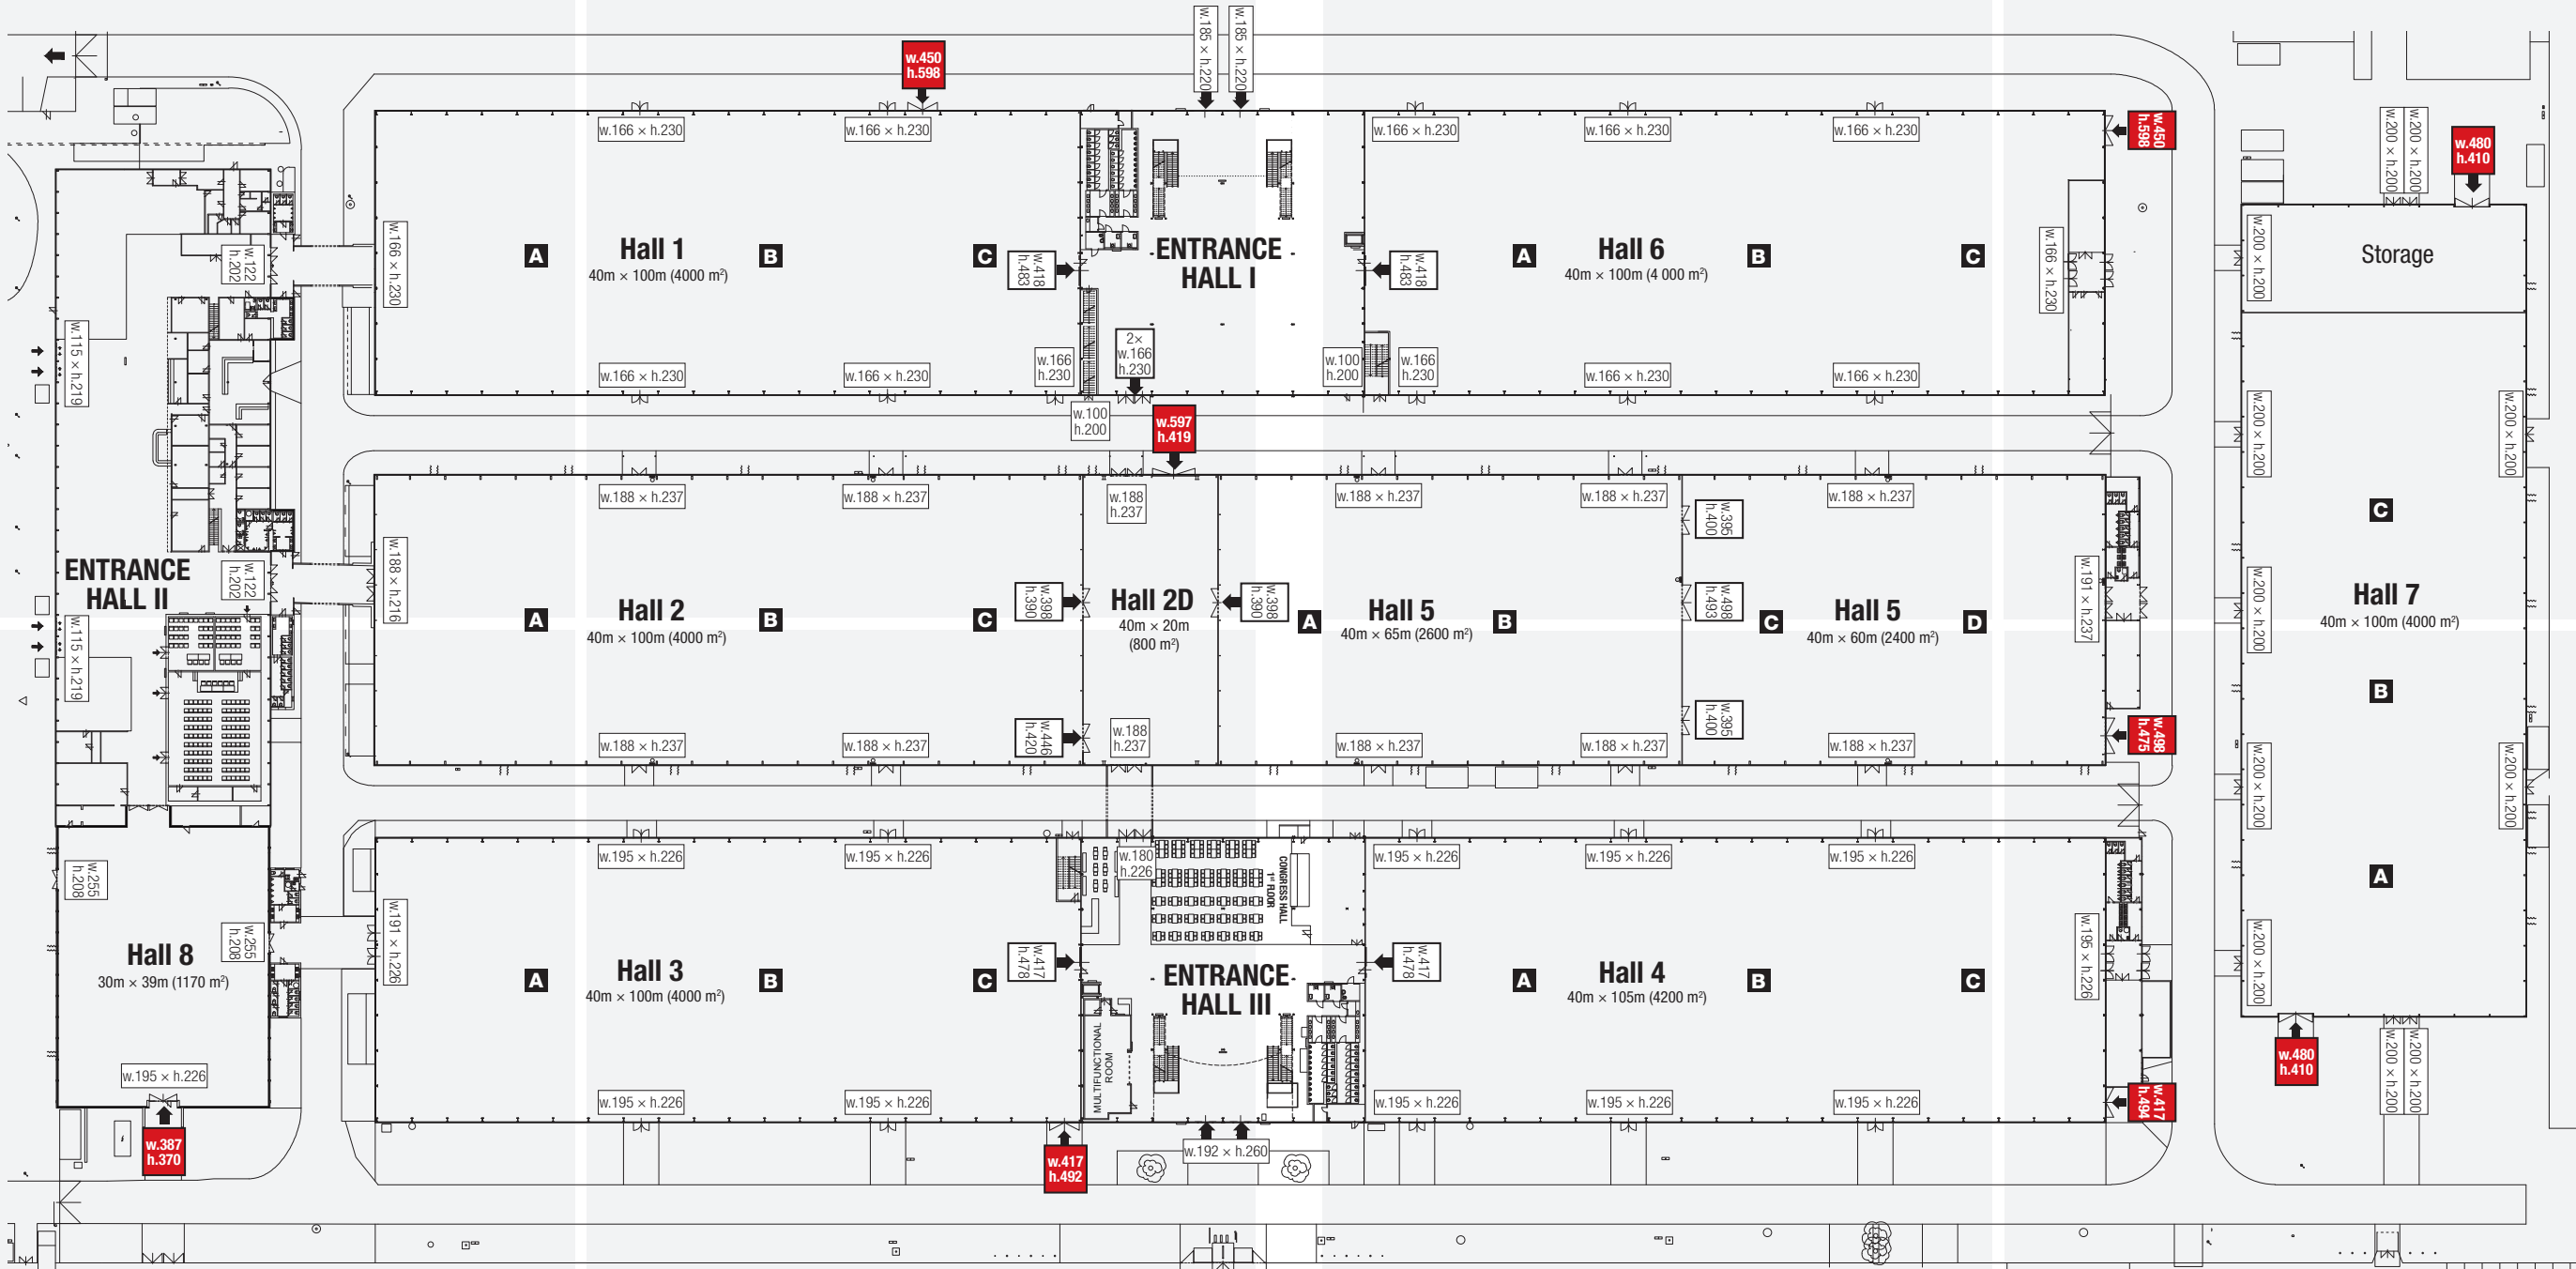 w.450
h.598
w.185 × h.220
w.185 × h.220
w.166 × h.230
w.166 × h.230
w.166 × h.230
w.166 × h.230
w.166 × h.230
w.450
h.598
w.200 × h.200
w.200 × h.200
w.480
h.410
w.122
h.202
w.166 × h.230
A
Hall 1
40m × 100m (4000 m²)
B
C
w.418
h.483
ENTRANCE
HALL I
w.418
h.483
A
Hall 6
40m × 100m (4 000 m²)
B
C
w.166 × h.230
w.200 × h.200
Storage
w.115 × h.219
w.166 × h.230
w.166 × h.230
w.166
h.230
2×
w.166
h.230
w.100
h.200
w.166
h.230
w.166 × h.230
w.166 × h.230
w.100
h.200
w.597
h.419
w.200 × h.200
w.200 × h.200
w.188 × h.237
w.188 × h.237
w.188
h.237
w.188 × h.237
w.188 × h.237
w.395
h.400
w.188 × h.237
C
ENTRANCE
HALL II
w.122
h.202
w.188 × h.216
A
Hall 2
40m × 100m (4000 m²)
B
C
w.398
h.390
Hall 2D
40m × 20m
(800 m²)
w.398
h.390
A
Hall 5
40m × 65m (2600 m²)
B
w.498
h.493
C
Hall 5
40m × 60m (2400 m²)
D
w.191 × h.237
w.200 × h.200
Hall 7
40m × 100m (4000 m²)
w.115 × h.219
B
w.188 × h.237
w.188 × h.237
w.446
h.420
w.188
h.237
w.188 × h.237
w.188 × h.237
w.395
h.400
w.188 × h.237
w.498
h.475
w.200 × h.200
w.200 × h.200
w.255
h.208
w.195 × h.226
w.195 × h.226
w.180
h.226
CONGRESS HALL
1st FLOOR
w.195 × h.226
w.195 × h.226
w.195 × h.226
A
w.255
h.208
Hall 8
30m × 39m (1170 m²)
w.191 × h.226
A
Hall 3
40m × 100m (4000 m²)
B
C
w.417
h.478
ENTRANCE
HALL III
w.417
h.478
A
Hall 4
40m × 105m (4200 m²)
B
C
w.195 × h.226
w.200 × h.200
MULTIFUNCTIONAL
ROOM
w.195 × h.226
w.195 × h.226
w.195 × h.226
w.195 × h.226
w.195 × h.226
w.195 × h.226
w.417
h.494
w.480
h.410
w.200 × h.200
w.200 × h.200
w.387
h.370
w.417
h.492
w.192 × h.260